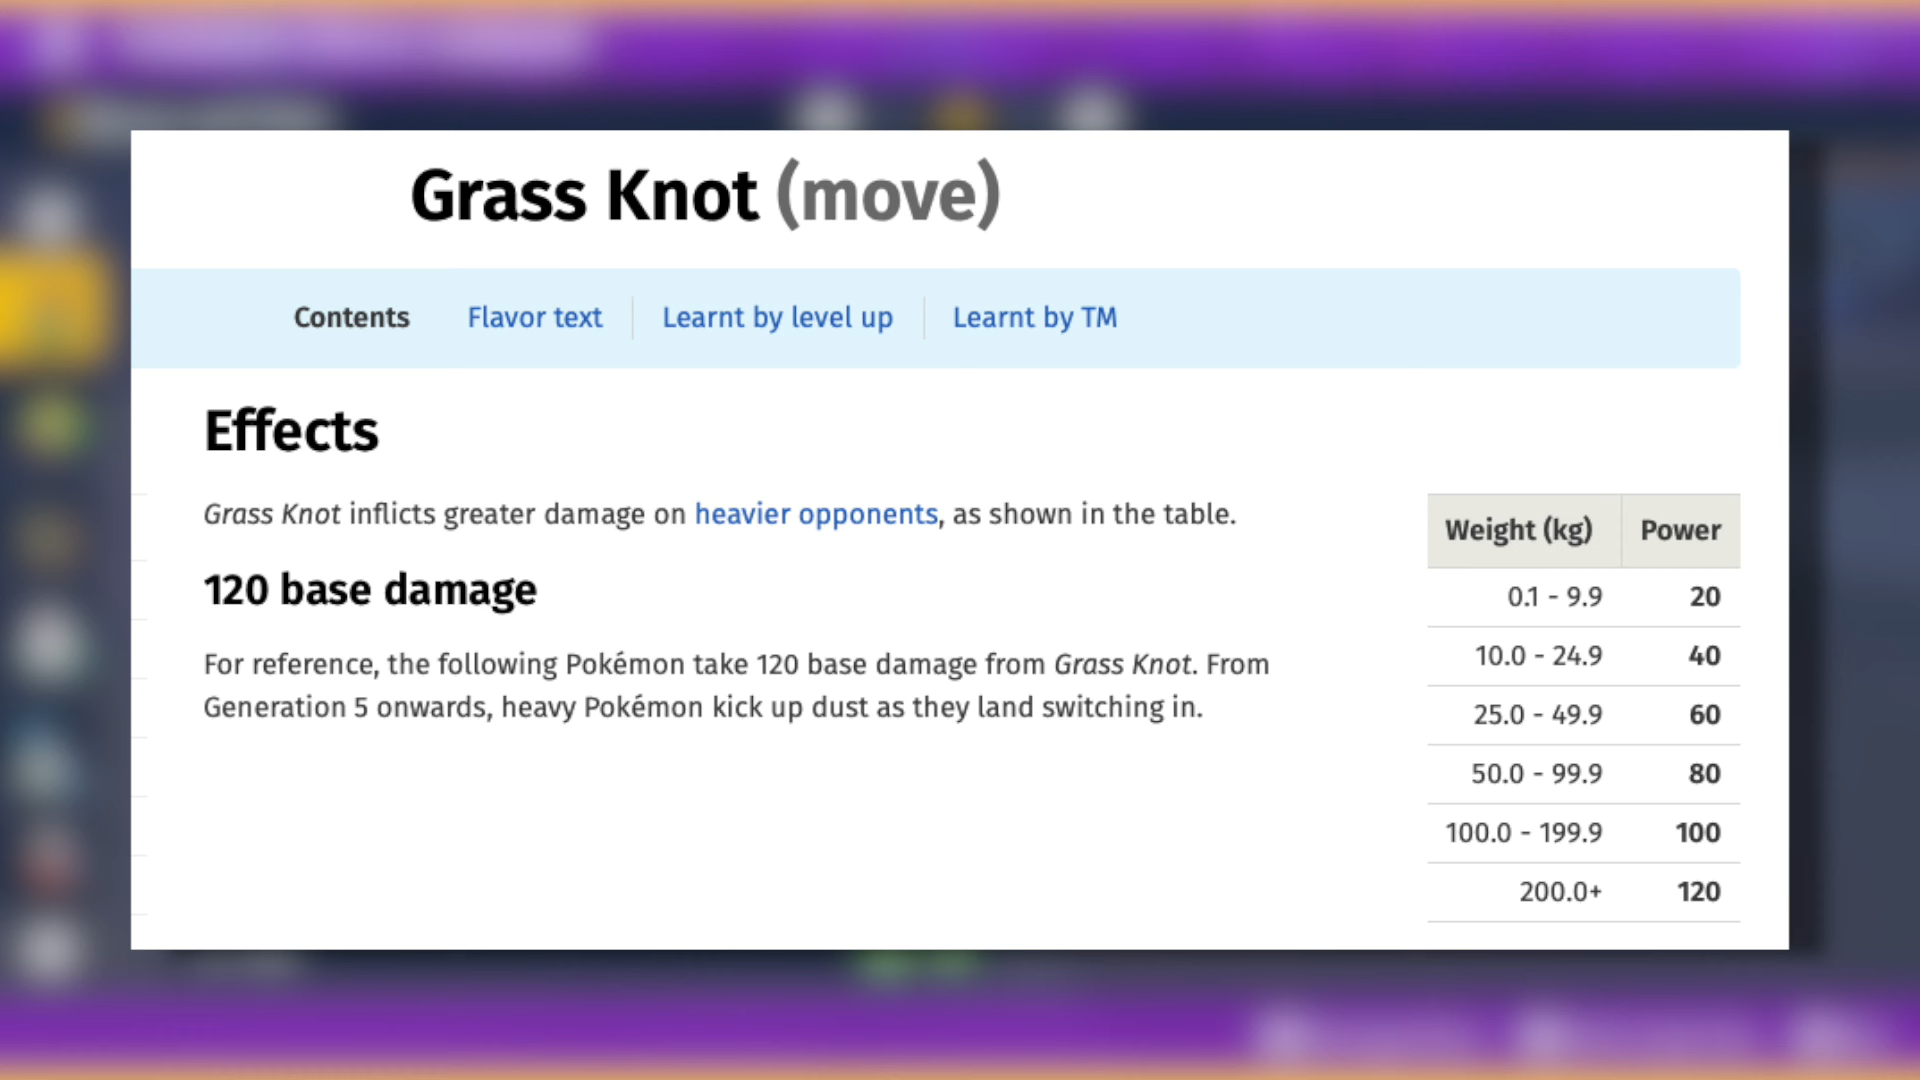 Grass Knot (move)
Contents Flavor text Learnt by level up Learnt by TM
Effects
Grass Knot inflicts greater damage on heavier opponents, as shown in the table.
120 base damage
For reference, the following Pokémon take 120 base damage from Grass Knot. From
Generation 5 onwards, heavy Pokémon kick up dust as they land switching in.
Weight (kg) Power
0.1 - 9.9 20
10.0 - 24.9 40
25.0 - 49.9 60
50.0 - 99.9 80
100.0 - 199.9 100
200.0+ 120